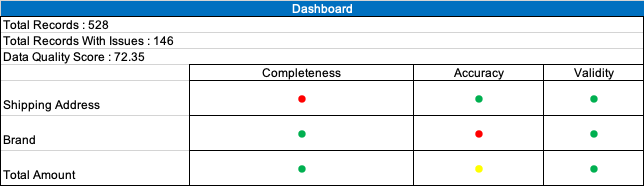 Dashboard
Total Records : 528
Total Records With Issues : 146
Data Quality Score : 72.35
Completeness Accuracy Validity
Shipping Address
Brand
Total Amount